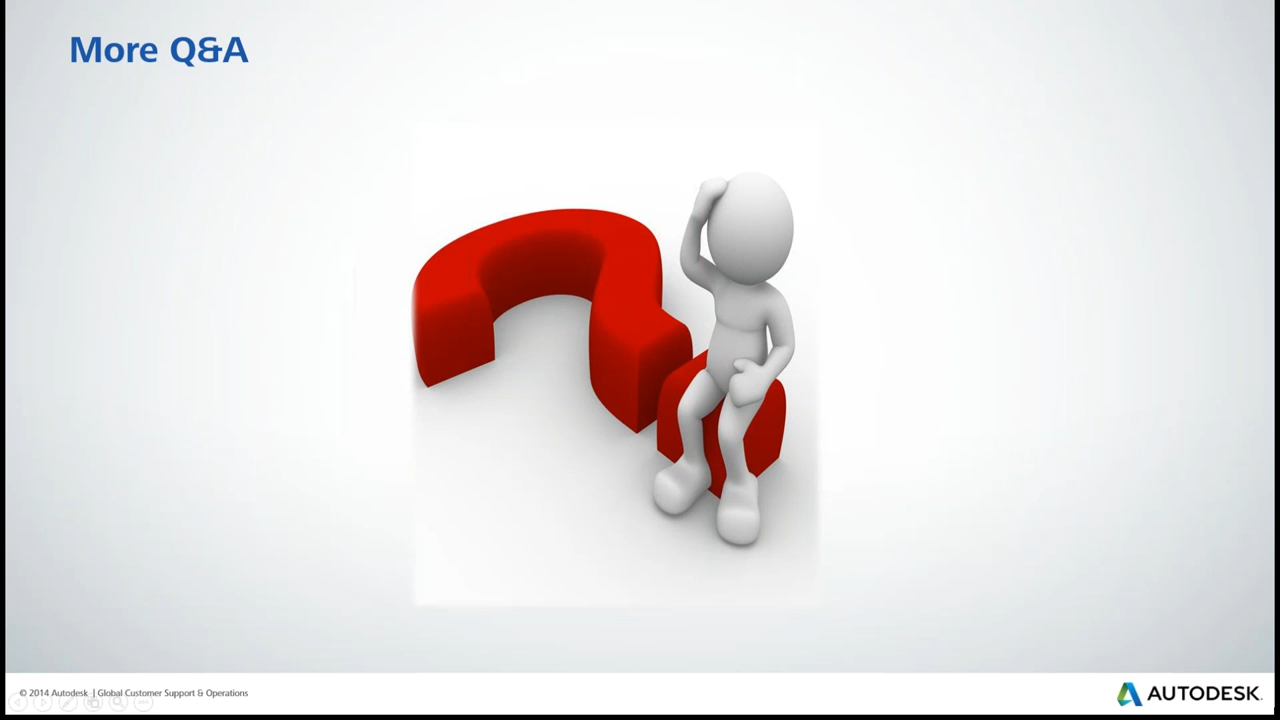 More Q&A
© 2014 Autodesk | Global Customer Support & Operations
AUTODESK.